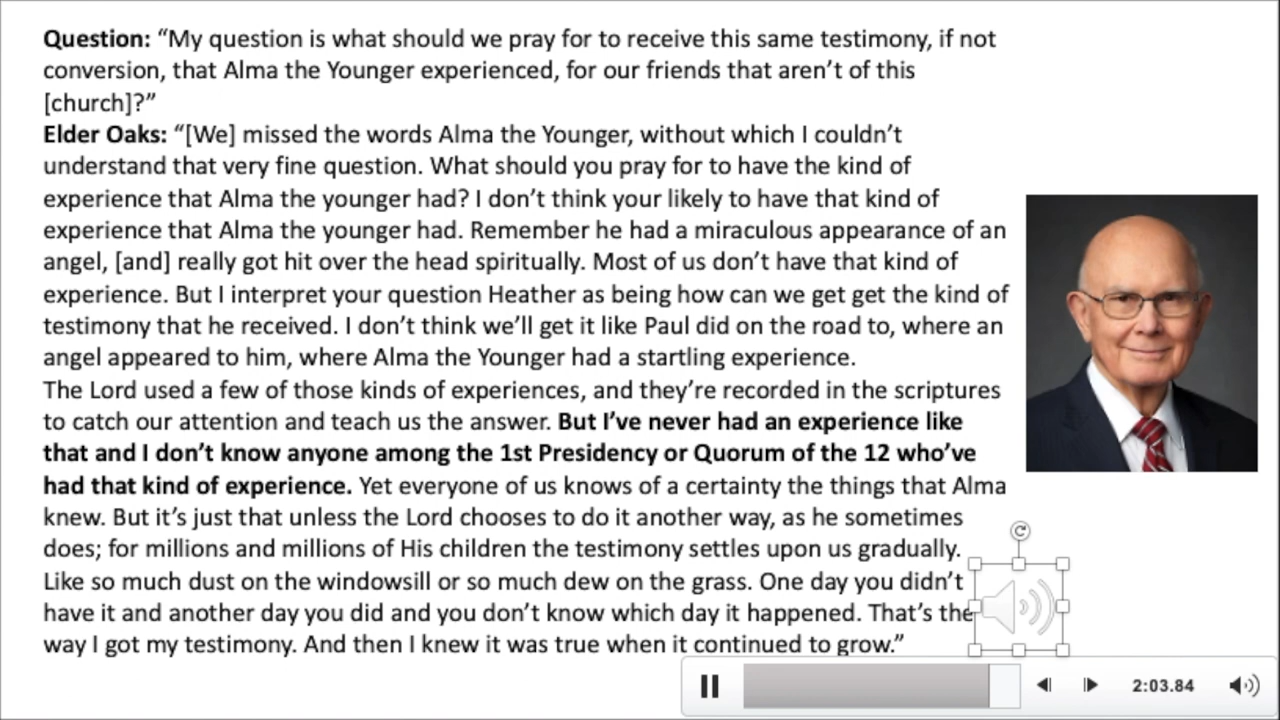 Question: “My question is what should we pray for to receive this same testimony, if not
conversion, that Alma the Younger experienced, for our friends that aren’t of this
[church]?”
Elder Oaks: “[We] missed the words Alma the Younger, without which I couldn’t
understand that very fine question. What should you pray for to have the kind of
experience that Alma the younger had? I don’t think your likely to have that kind of
experience that Alma the younger had. Remember he had a miraculous appearance of an
angel, [and] really got hit over the head spiritually. Most of us don’t have that kind of
experience. But I interpret your question Heather as being how can we get get the kind of
testimony that he received. I don’t think we’ll get it like Paul did on the road to, where an
angel appeared to him, where Alma the Younger had a startling experience.
The Lord used a few of those kinds of experiences, and they’re recorded in the scriptures
to catch our attention and teach us the answer. But I’ve never had an experience like
that and I don’t know anyone among the 1st Presidency or Quorum of the 12 who’ve
had that kind of experience. Yet everyone of us knows of a certainty the things that Alma
knew. But it’s just that unless the Lord chooses to do it another way, as he sometimes
does; for millions and millions of His children the testimony settles upon us gradually.
Like so much dust on the windowsill or so much dew on the grass. One day you didn’t
have it and another day you did and you don’t know which day it happened. That’s the
way I got my testimony. And then I knew it was true when it continued to grow.”
2:03.84